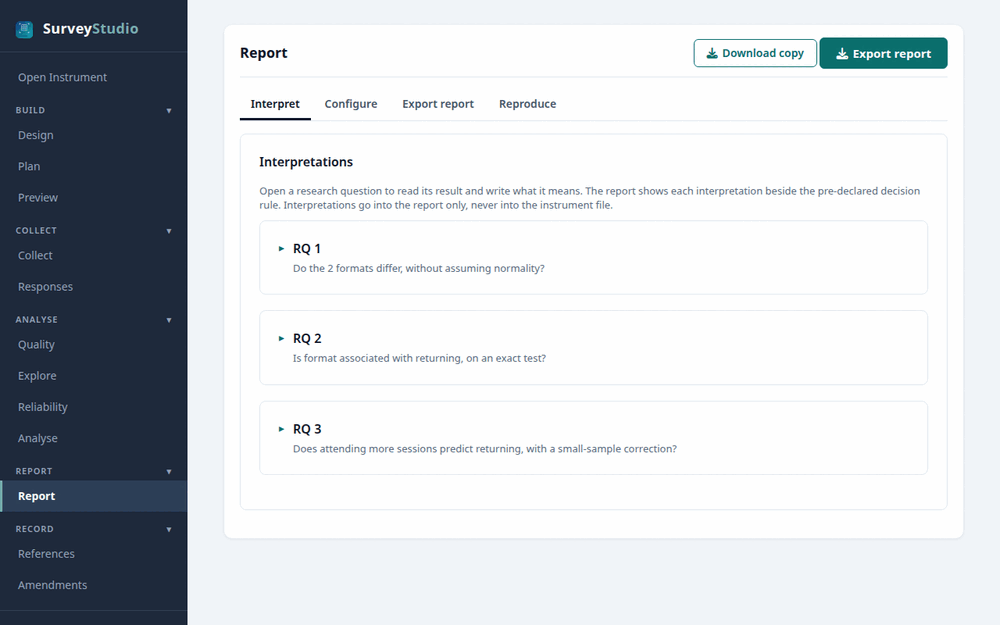 SurveyStudio
Open Instrument
BUILD
Design
Plan
Preview
COLLECT
Collect
Responses
ANALYSE
Quality
Explore
Reliability
Analyse
REPORT
Report
RECORD
References
Amendments
Report
Download copy
Export report
Interpret
Configure
Export report
Reproduce
Interpretations
Open a research question to read its result and write what it means. The report shows each interpretation beside the pre-declared decision
rule. Interpretations go into the report only, never into the instrument file.
RQ 1
Do the 2 formats differ, without assuming normality?
RQ 2
Is format associated with returning, on an exact test?
RQ 3
Does attending more sessions predict returning, with a small-sample correction?